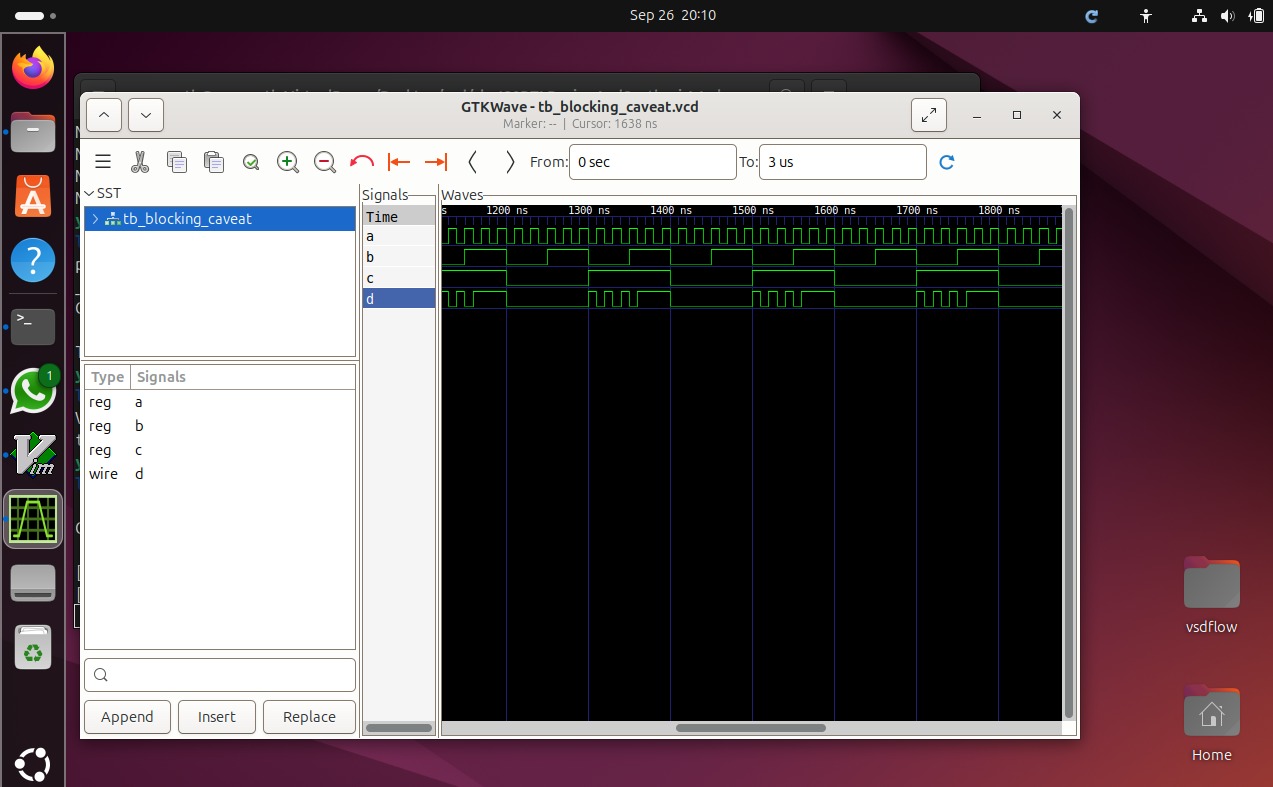 Sep 26 20:10
GTKWave - tb_blocking_caveat.vcd
Marker: -- | Cursor: 1638 ns
From: 0 sec To: 3 us
SST
tb_blocking_caveat
Type Signals
reg a
reg b
reg c
wire d
Append Insert Replace
Signals
Time
a
b
c
d
Waves
s 1200 ns 1300 ns 1400 ns 1500 ns 1600 ns 1700 ns 1800 ns
?
>_
1
Vim
vsdflow
Home